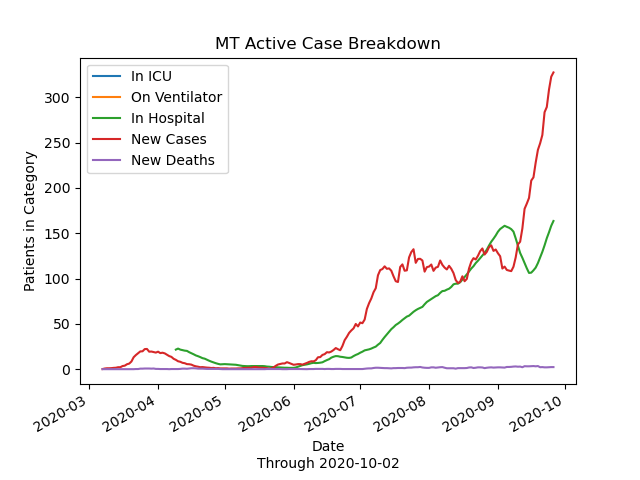 MT Active Case Breakdown
In ICU
On Ventilator
In Hospital
New Cases
New Deaths
Patients in Category
300
250
200
150
100
50
0
2020-03
2020-04
2020-05
2020-06
2020-07
2020-08
2020-09
2020-10
Date
Through 2020-10-02